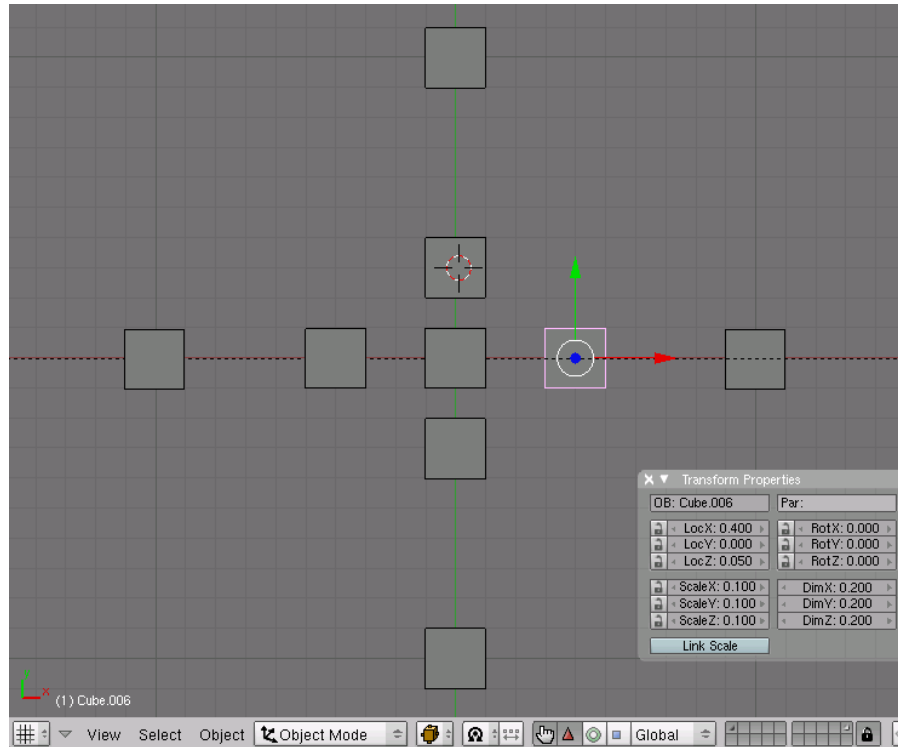 Transform Properties
OB: Cube.006 Par:
LocX: 0.400 RotX: 0.000
LocY: 0.000 RotY: 0.000
LocZ: 0.050 RotZ: 0.000
ScaleX: 0.100 DimX: 0.200
ScaleY: 0.100 DimY: 0.200
ScaleZ: 0.100 DimZ: 0.200
Link Scale
Y
X
(1) Cube.006
View Select Object Object Mode Global